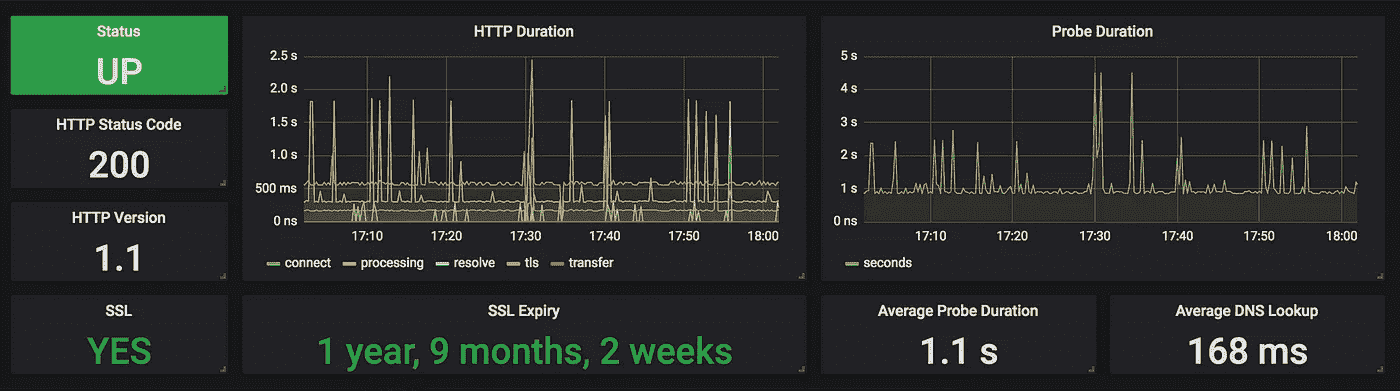 Status
UP
HTTP Status Code
200
HTTP Version
1.1
SSL
YES
HTTP Duration
2.5 s
2.0 s
1.5 s
1.0 s
500 ms
0 ns
17:10 17:20 17:30 17:40 17:50 18:00
connect processing resolve tls transfer
Probe Duration
5 s
4 s
3 s
2 s
1 s
0 ns
17:10 17:20 17:30 17:40 17:50 18:00
seconds
SSL Expiry
1 year, 9 months, 2 weeks
Average Probe Duration
1.1 s
Average DNS Lookup
168 ms